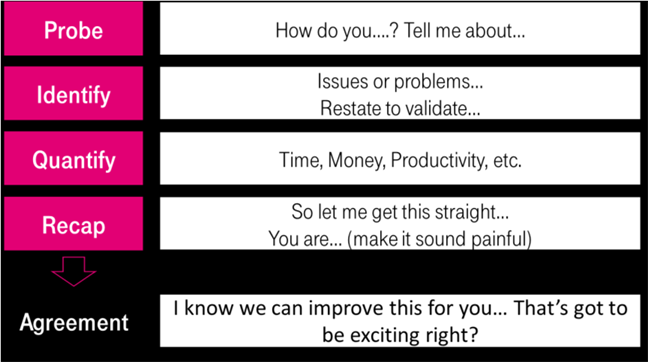 Probe
How do you....? Tell me about...
Identify
Issues or problems...
Restate to validate...
Quantify
Time, Money, Productivity, etc.
Recap
So let me get this straight...
You are... (make it sound painful)
Agreement
I know we can improve this for you... That's got to
be exciting right?